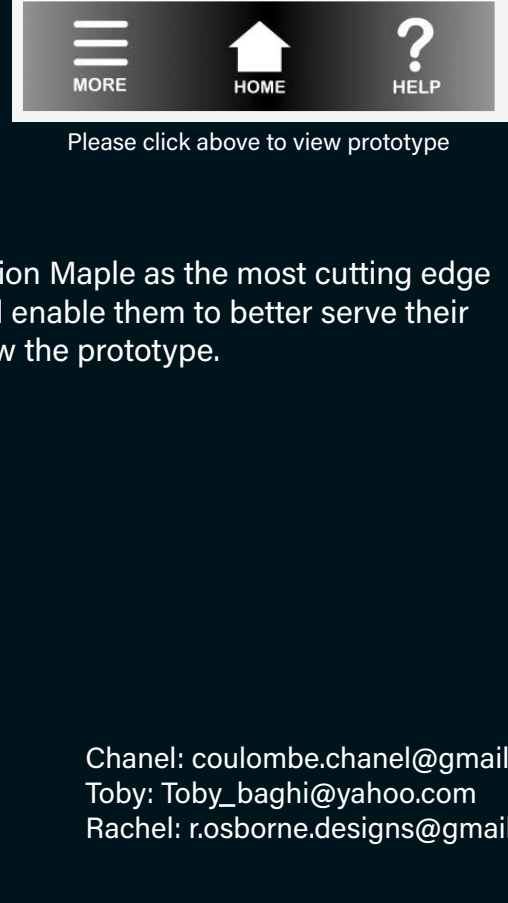 MORE HOME HELP
Please click above to view prototype
ion Maple as the most cutting edge
enable them to better serve their
the prototype.
Chanel: coulombe.chanel@gmail
Toby: Toby_baghi@yahoo.com
Rachel: r.osborne.designs@gmail